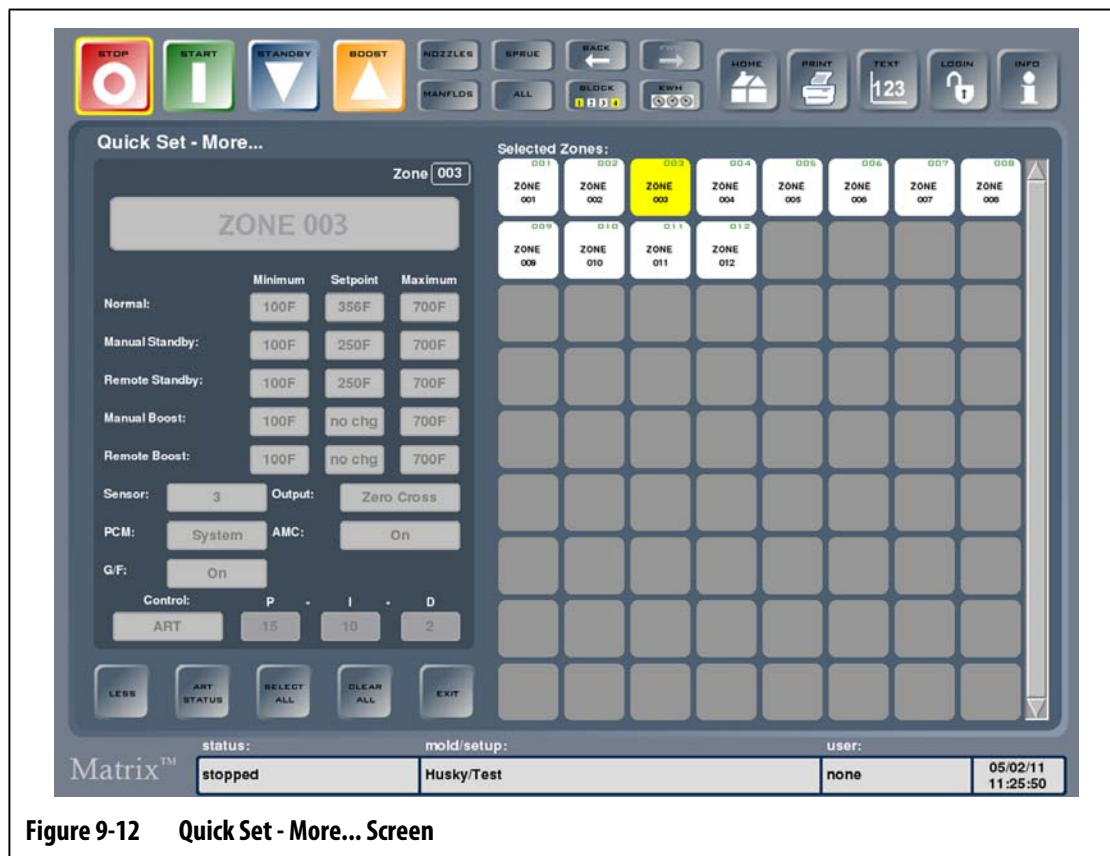 STOP START STANDBY BOOST NOZZLES SPRUE BACK FWD HOME PRINT TEXT LOGIN INFO
MANFLDS ALL BLOCK KWH 123
1 2 3 4
Quick Set - More...
Zone 003
ZONE 003
Minimum Setpoint Maximum
Normal: 100F 356F 700F
Manual Standby: 100F 250F 700F
Remote Standby: 100F 250F 700F
Manual Boost: 100F no chg 700F
Remote Boost: 100F no chg 700F
Sensor: 3 Output: Zero Cross
PCM: System AMC: On
G/F: On
Control: P - I - D
ART 15 10 2
LESS ART STATUS SELECT ALL CLEAR ALL EXIT
Selected Zones:
001 002 003 004 005 006 007 008
ZONE ZONE ZONE ZONE ZONE ZONE ZONE ZONE
001 002 003 004 005 006 007 008
009 010 011 012
ZONE ZONE ZONE ZONE
009 010 011 012
Matrix™
status: mold/setup: user:
stopped Husky/Test none 05/02/11
11:25:50
Figure 9-12 Quick Set - More... Screen